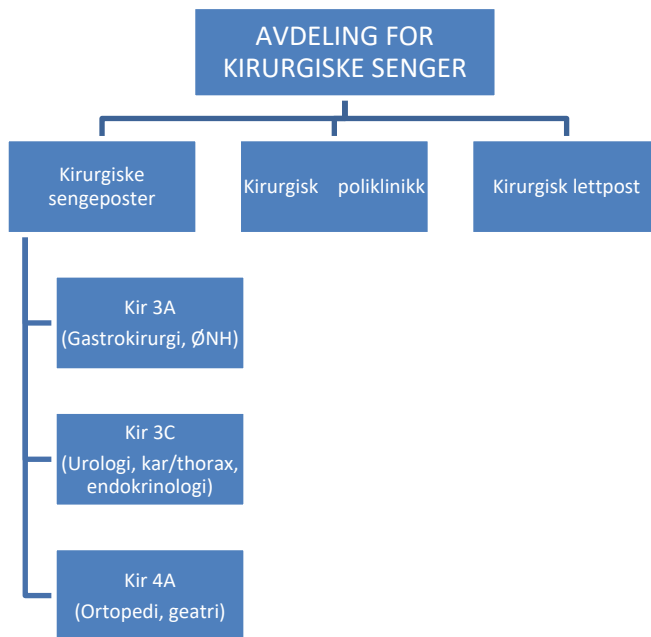 AVDELING FOR
KIRURGISKE SENGER
Kirurgiske
sengeposter
Kirurgisk poliklinikk
Kirurgisk lettpost
Kir 3A
(Gastrokirurgi, ØNH)
Kir 3C
(Urologi, kar/thorax,
endokrinologi)
Kir 4A
(Ortopedi, geatri)